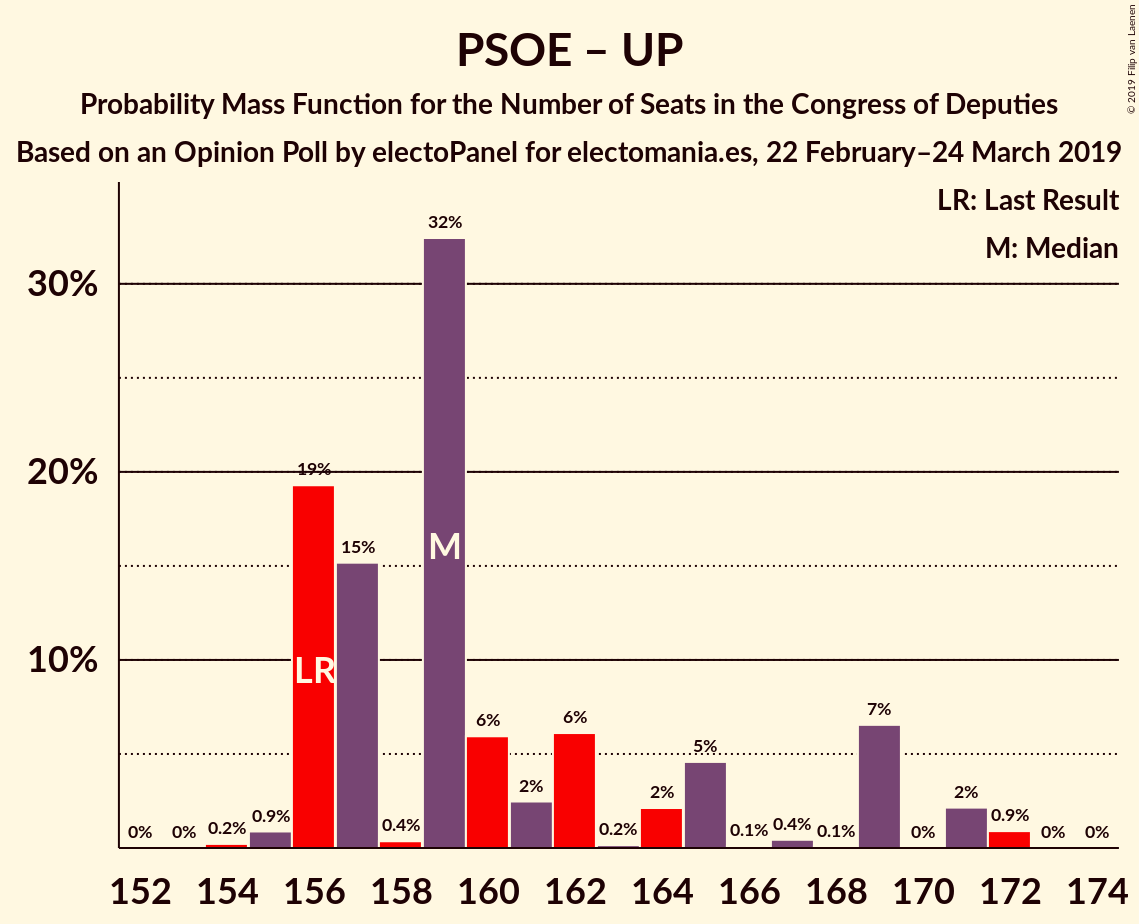 PSOE – UP
Probability Mass Function for the Number of Seats in the Congress of Deputies
Based on an Opinion Poll by electoPanel for electomania.es, 22 February–24 March 2019
© 2019 Filip van Laenen
LR: Last Result
M: Median
30%
20%
10%
0%
0%
0.2%
0.9%
19%
15%
0.4%
32%
6%
2%
6%
0.2%
2%
5%
0.1%
0.4%
0.1%
7%
0%
2%
0.9%
0%
0%
LR
M
152 154 156 158 160 162 164 166 168 170 172 174